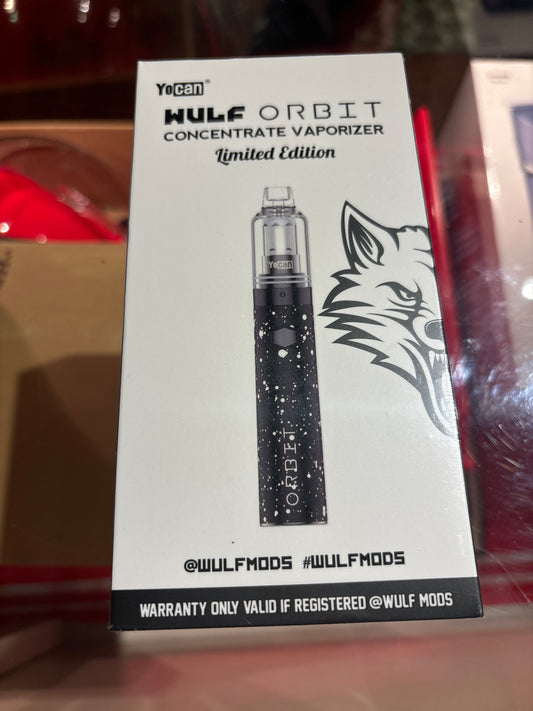 Yocan®
WULF ORBIT
CONCENTRATE VAPORIZER
Limited Edition
Yocan
ORBIT
@WULFMODS #WULFMODS
WARRANTY ONLY VALID IF REGISTERED @WULF MODS